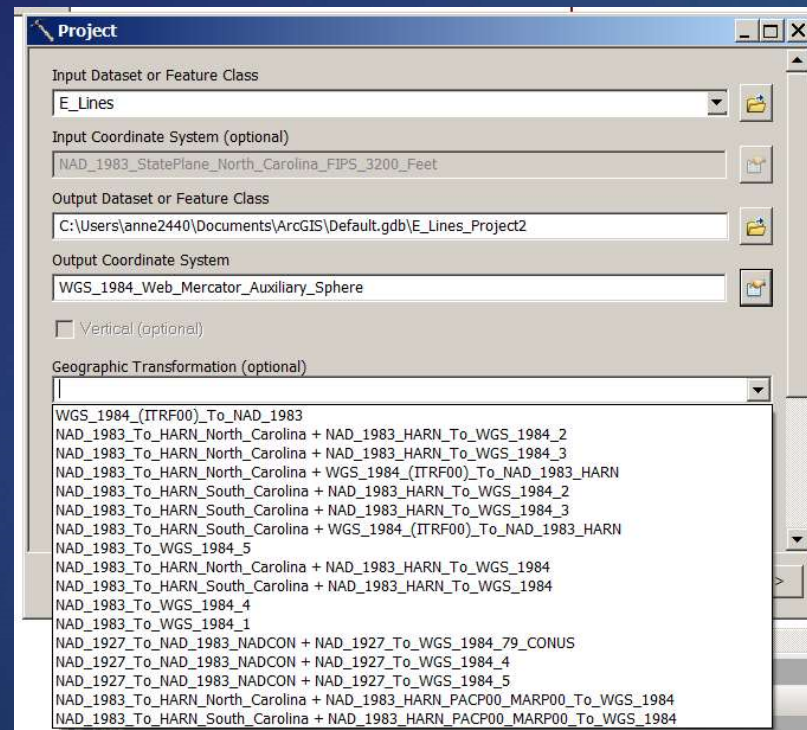 Project
Input Dataset or Feature Class
E_Lines
Input Coordinate System (optional)
NAD_1983_StatePlane_North_Carolina_FIPS_3200_Feet
Output Dataset or Feature Class
C:\Users\anne2440\Documents\ArcGIS\Default.gdb\E_Lines_Project2
Output Coordinate System
WGS_1984_Web_Mercator_Auxiliary_Sphere
Vertical (optional)
Geographic Transformation (optional)
WGS_1984_(ITRF00)_To_NAD_1983
NAD_1983_To_HARN_North_Carolina + NAD_1983_HARN_To_WGS_1984_2
NAD_1983_To_HARN_North_Carolina + NAD_1983_HARN_To_WGS_1984_3
NAD_1983_To_HARN_North_Carolina + WGS_1984_(ITRF00)_To_NAD_1983_HARN
NAD_1983_To_HARN_South_Carolina + NAD_1983_HARN_To_WGS_1984_2
NAD_1983_To_HARN_South_Carolina + NAD_1983_HARN_To_WGS_1984_3
NAD_1983_To_HARN_South_Carolina + WGS_1984_(ITRF00)_To_NAD_1983_HARN
NAD_1983_To_WGS_1984_5
NAD_1983_To_HARN_North_Carolina + NAD_1983_HARN_To_WGS_1984
NAD_1983_To_HARN_South_Carolina + NAD_1983_HARN_To_WGS_1984
NAD_1983_To_WGS_1984_4
NAD_1983_To_WGS_1984_1
NAD_1927_To_NAD_1983_NADCON + NAD_1927_To_WGS_1984_79_CONUS
NAD_1927_To_NAD_1983_NADCON + NAD_1927_To_WGS_1984_4
NAD_1927_To_NAD_1983_NADCON + NAD_1927_To_WGS_1984_5
NAD_1983_To_HARN_North_Carolina + NAD_1983_HARN_PACP00_MARP00_To_WGS_1984
NAD_1983_To_HARN_South_Carolina + NAD_1983_HARN_PACP00_MARP00_To_WGS_1984